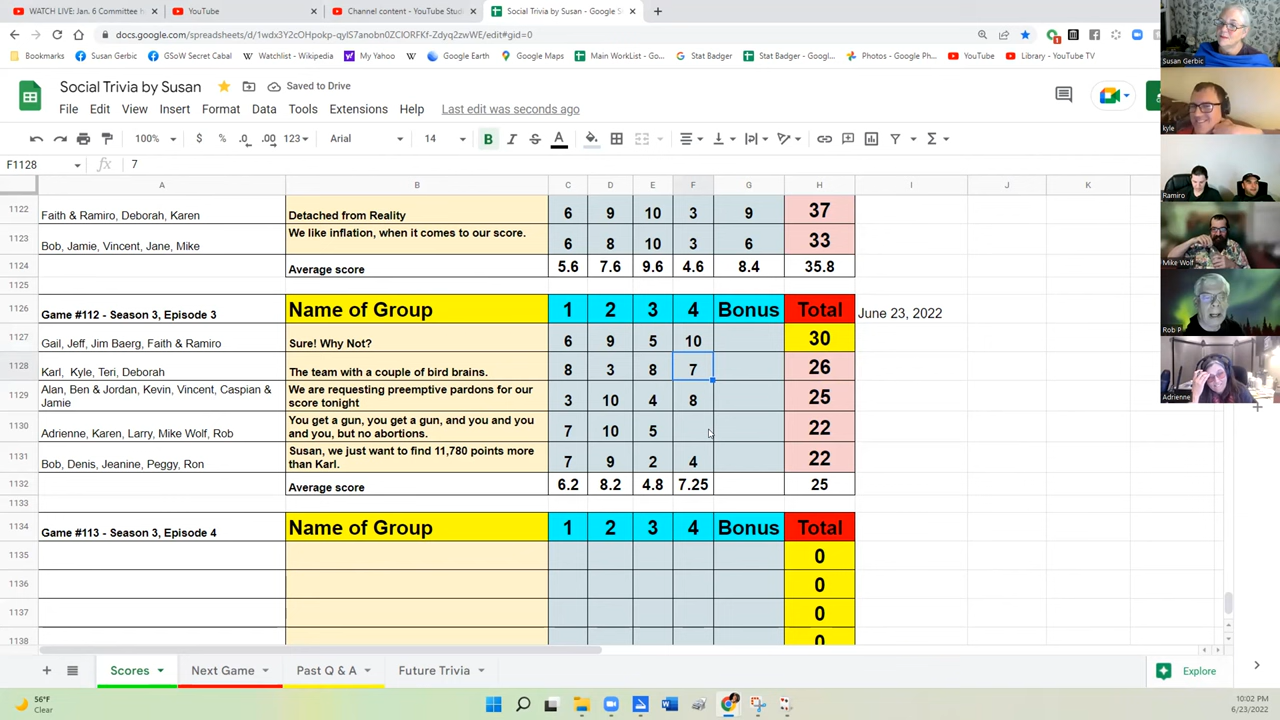 WATCH LIVE: Jan. 6 Committee h
YouTube
Channel content - YouTube Stud
Social Trivia by Susan - Google S
docs.google.com/spreadsheets/d/
Bookmarks
Susan Gerbic
GSoW Secret Cabal
Watchlist - Wikipedia
My Yahoo
Wikipedia
Google Maps
Main WorkList - Go...
Stat Badger
Stat Badger - Googl...
Google Photos - Ph...
YouTube
Library - YouTube TV
Social Trivia by Susan
Saved to Drive
File Edit View Insert Format Data Tools Extensions Help
Last edit was seconds ago
100% $ % .0 .00 123 Arial 14 B I S A
F1128 fx 7
A B C D E F G H I J K
1122 Faith & Ramiro, Deborah, Karen Detached from Reality 6 9 10 3 9 37
1123 Bob, Jamie, Vincent, Jane, Mike We like inflation, when it comes to our score. 6 8 10 3 6 33
1124 Average score 5.6 7.6 9.6 4.6 8.4 35.8
1125
1126 Game #112 - Season 3, Episode 3 Name of Group 1 2 3 4 Bonus Total June 23, 2022
1127 Gail, Jeff, Jim Baerg, Faith & Ramiro Sure! Why Not? 6 9 5 10 30
1128 Karl, Kyle, Teri, Deborah The team with a couple of bird brains. 8 3 8 7 26
1129 Alan, Ben & Jordan, Kevin, Vincent, Caspian &
Jamie
We are requesting preemptive pardons for our
score tonight
3 10 4 8 25
1130 Adrienne, Karen, Larry, Mike Wolf, Rob
You get a gun, you get a gun, and you and you
and you, but no abortions.
7 10 5 22
1131 Bob, Denis, Jeanine, Peggy, Ron
Susan, we just want to find 11,780 points more
than Karl.
7 9 2 4 22
1132 Average score 6.2 8.2 4.8 7.25 25
1133
1134 Game #113 - Season 3, Episode 4 Name of Group 1 2 3 4 Bonus Total
1135 0
1136 0
1137 0
1138 0
Scores Next Game Past Q & A Future Trivia
Explore
Susan Gerbic
kyle
Ramiro
Mike Wolf
Rob P
Adrienne
56°F
Clear
10:02 PM
6/23/2022